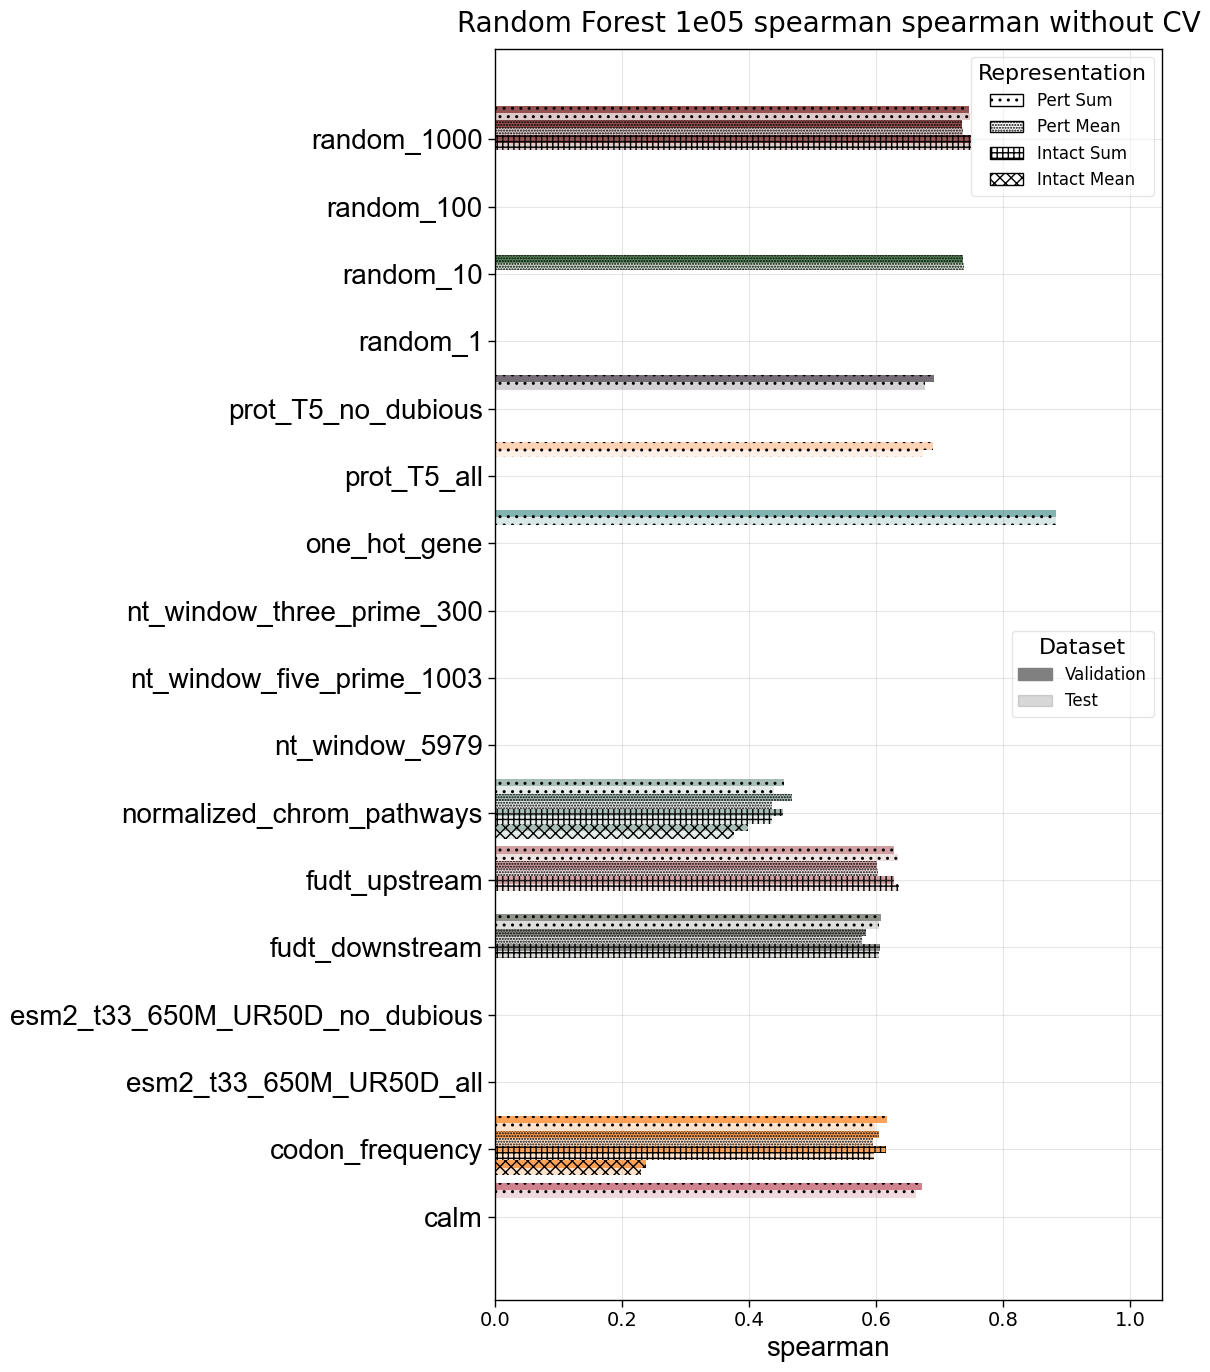 Random Forest 1e05 spearman spearman without CV
Representation
Pert Sum
Pert Mean
Intact Sum
Intact Mean
random_1000
random_100
random_10
random_1
prot_T5_no_dubious
prot_T5_all
one_hot_gene
nt_window_three_prime_300
nt_window_five_prime_1003
nt_window_5979
normalized_chrom_pathways
fudt_upstream
fudt_downstream
esm2_t33_650M_UR50D_no_dubious
esm2_t33_650M_UR50D_all
codon_frequency
calm
Dataset
Validation
Test
0.0 0.2 0.4 0.6 0.8 1.0
spearman